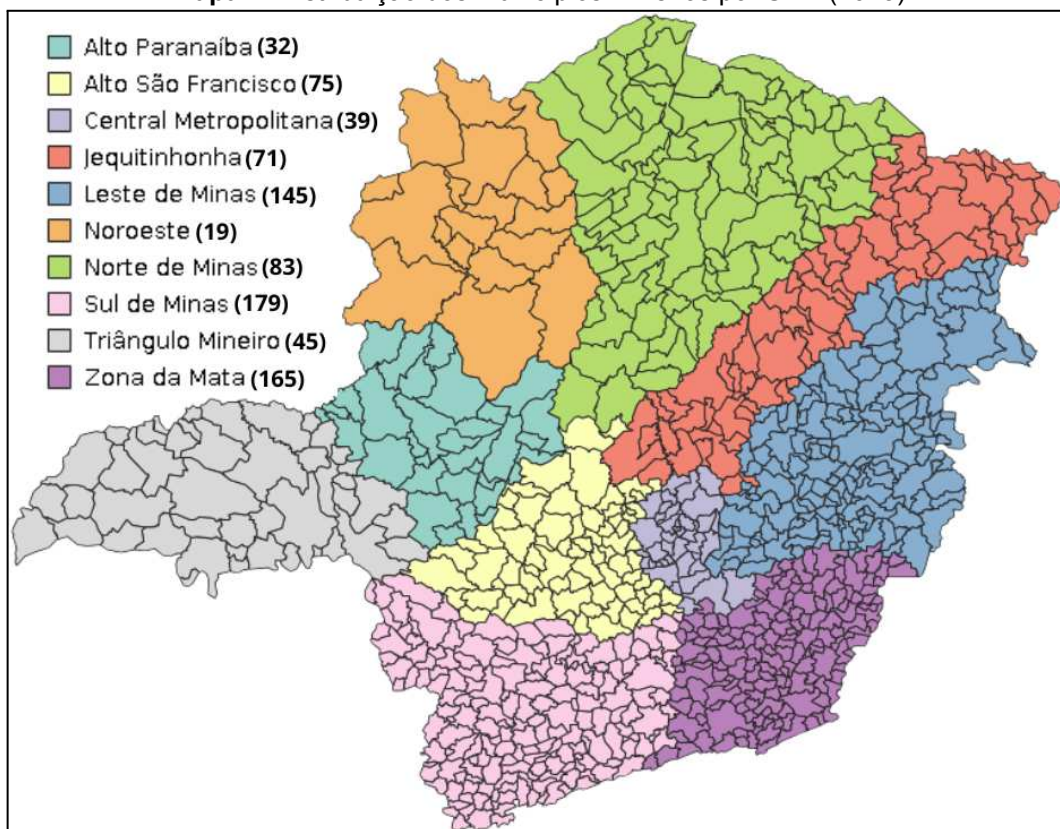 Alto Paranaíba (32)
Alto São Francisco (75)
Central Metropolitana (39)
Jequitinhonha (71)
Leste de Minas (145)
Noroeste (19)
Norte de Minas (83)
Sul de Minas (179)
Triângulo Mineiro (45)
Zona da Mata (165)